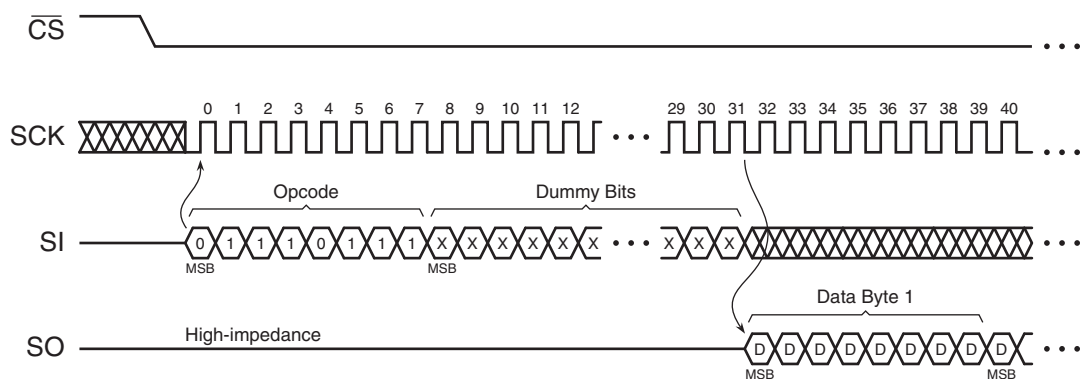 CS
0 1 2 3 4 5 6 7 8 9 10 11 12 29 30 31 32 33 34 35 36 37 38 39 40
SCK
Opcode Dummy Bits
SI 0 1 1 1 0 1 1 1 X X X X X X X X X
MSB MSB
Data Byte 1
High-impedance
SO D D D D D D D D D
MSB MSB